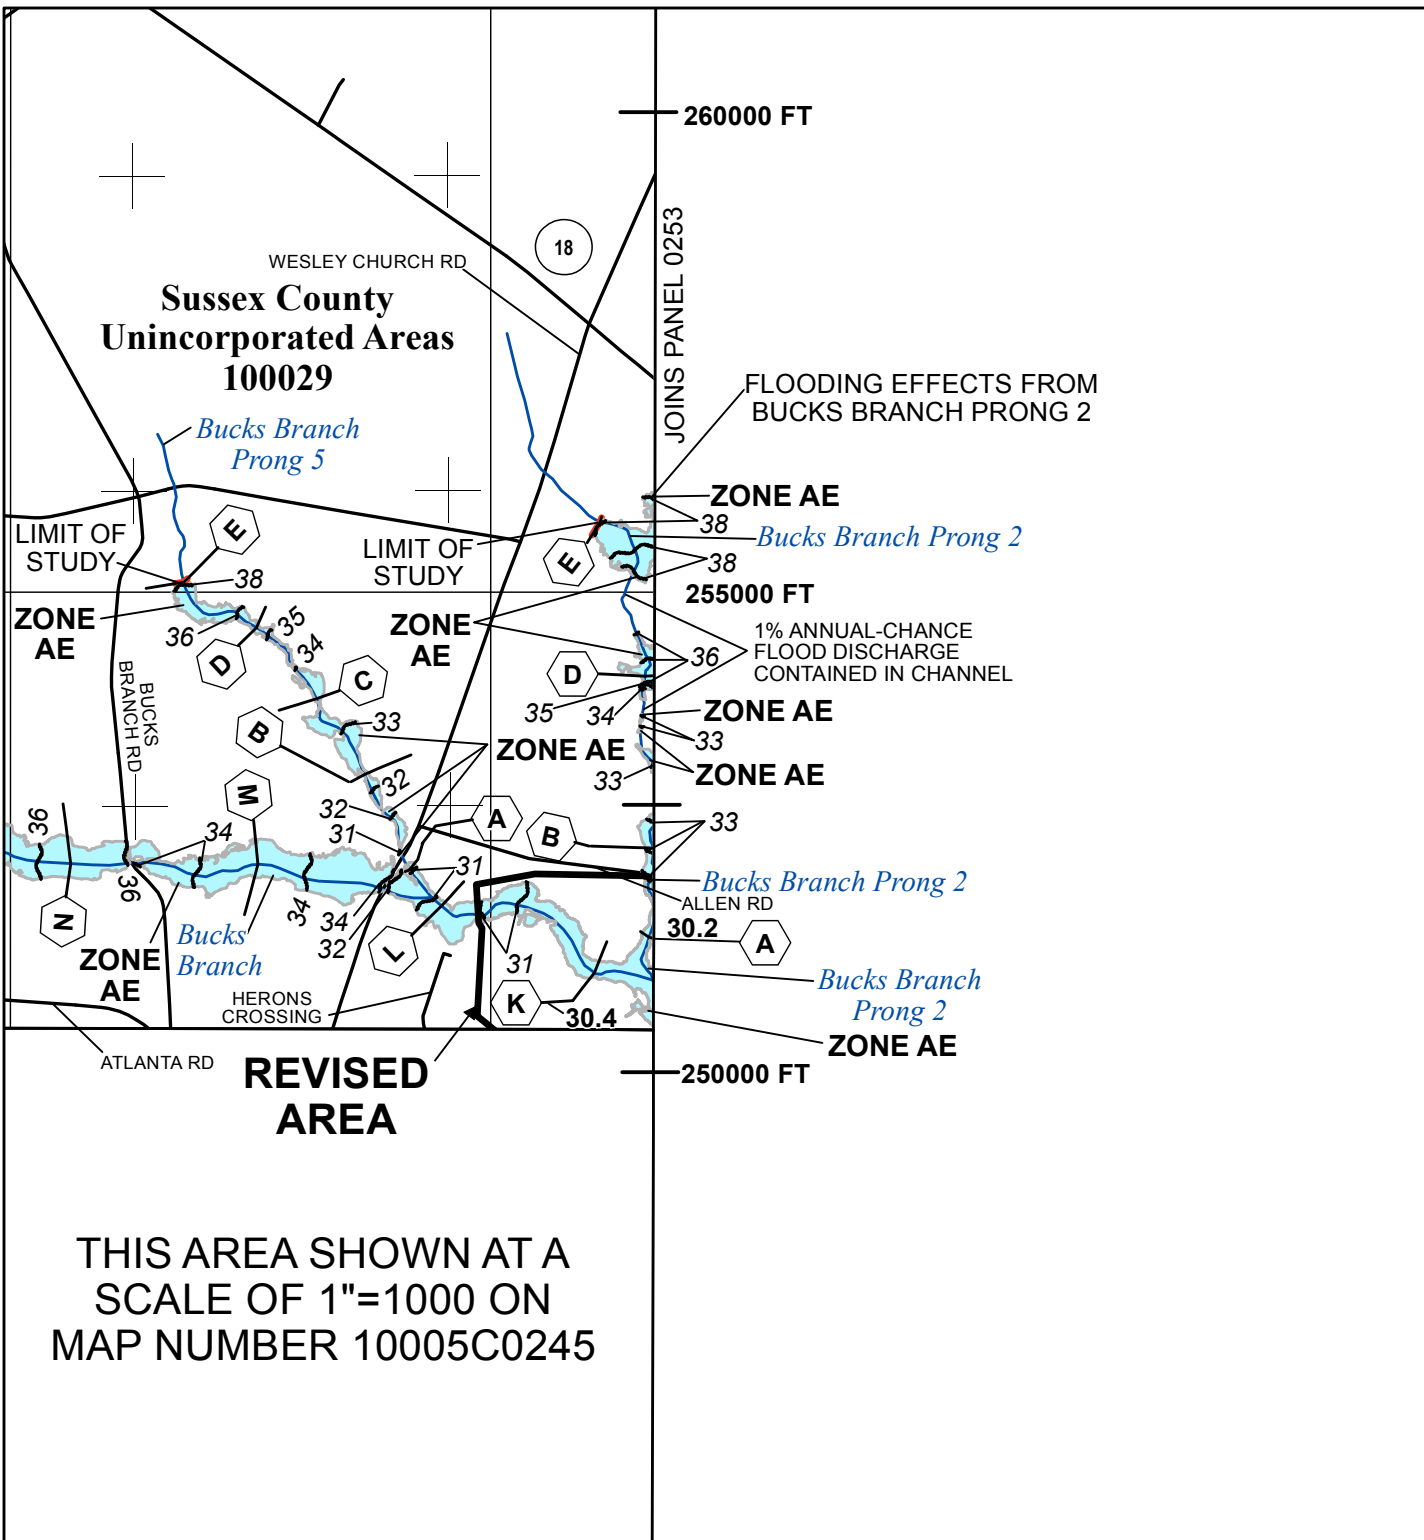 260000 FT
JOINS PANEL 0253
18
WESLEY CHURCH RD
Sussex County
Unincorporated Areas
100029
FLOODING EFFECTS FROM
BUCKS BRANCH PRONG 2
Bucks Branch
Prong 5
ZONE AE
38
Bucks Branch Prong 2
38
E
LIMIT OF
STUDY
LIMIT OF
STUDY
E
38
255000 FT
ZONE
AE
36
35
34
D
ZONE
AE
1% ANNUAL-CHANCE
FLOOD DISCHARGE
CONTAINED IN CHANNEL
36
D
35
34
C
BUCKS
BRANCH RD
B
33
ZONE AE
ZONE AE
33
ZONE AE
33
M
32
32
31
A
B
33
36
34
31
36
34
34
32
L
N
Bucks Branch Prong 2
ALLEN RD
30.2
A
ZONE
AE
Bucks
Branch
31
K
30.4
Bucks Branch
Prong 2
ZONE AE
HERONS
CROSSING
ATLANTA RD
REVISED
AREA
250000 FT
THIS AREA SHOWN AT A
SCALE OF 1"=1000 ON
MAP NUMBER 10005C0245